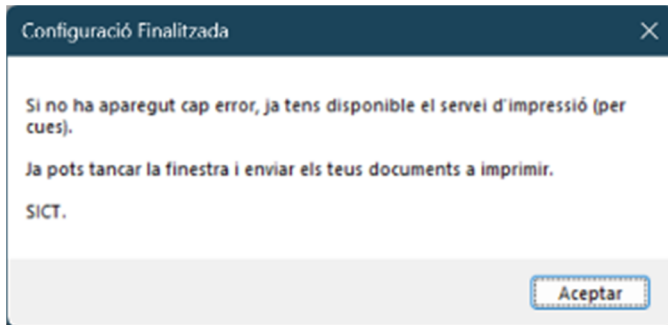 Configuració Finalitzada
Si no ha aparegut cap error, ja tens disponible el servei d'impressió (per
cues).
Ja pots tancar la finestra i enviar els teus documents a imprimir.
SICT.
Aceptar